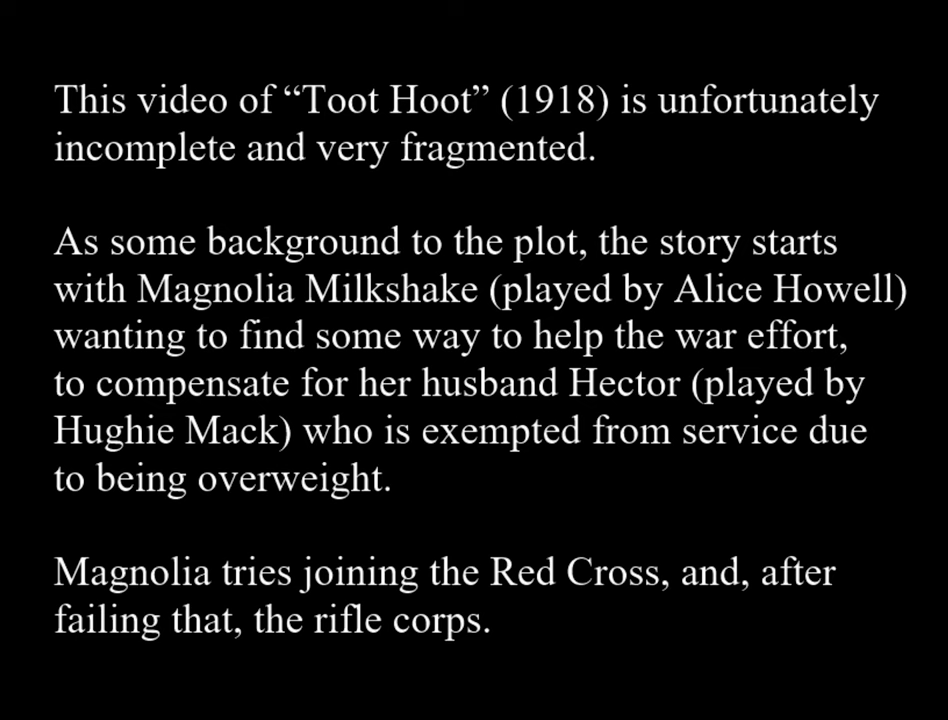 This video of “Toot Hoot” (1918) is unfortunately
incomplete and very fragmented.
As some background to the plot, the story starts
with Magnolia Milkshake (played by Alice Howell)
wanting to find some way to help the war effort,
to compensate for her husband Hector (played by
Hughie Mack) who is exempted from service due
to being overweight.
Magnolia tries joining the Red Cross, and, after
failing that, the rifle corps.